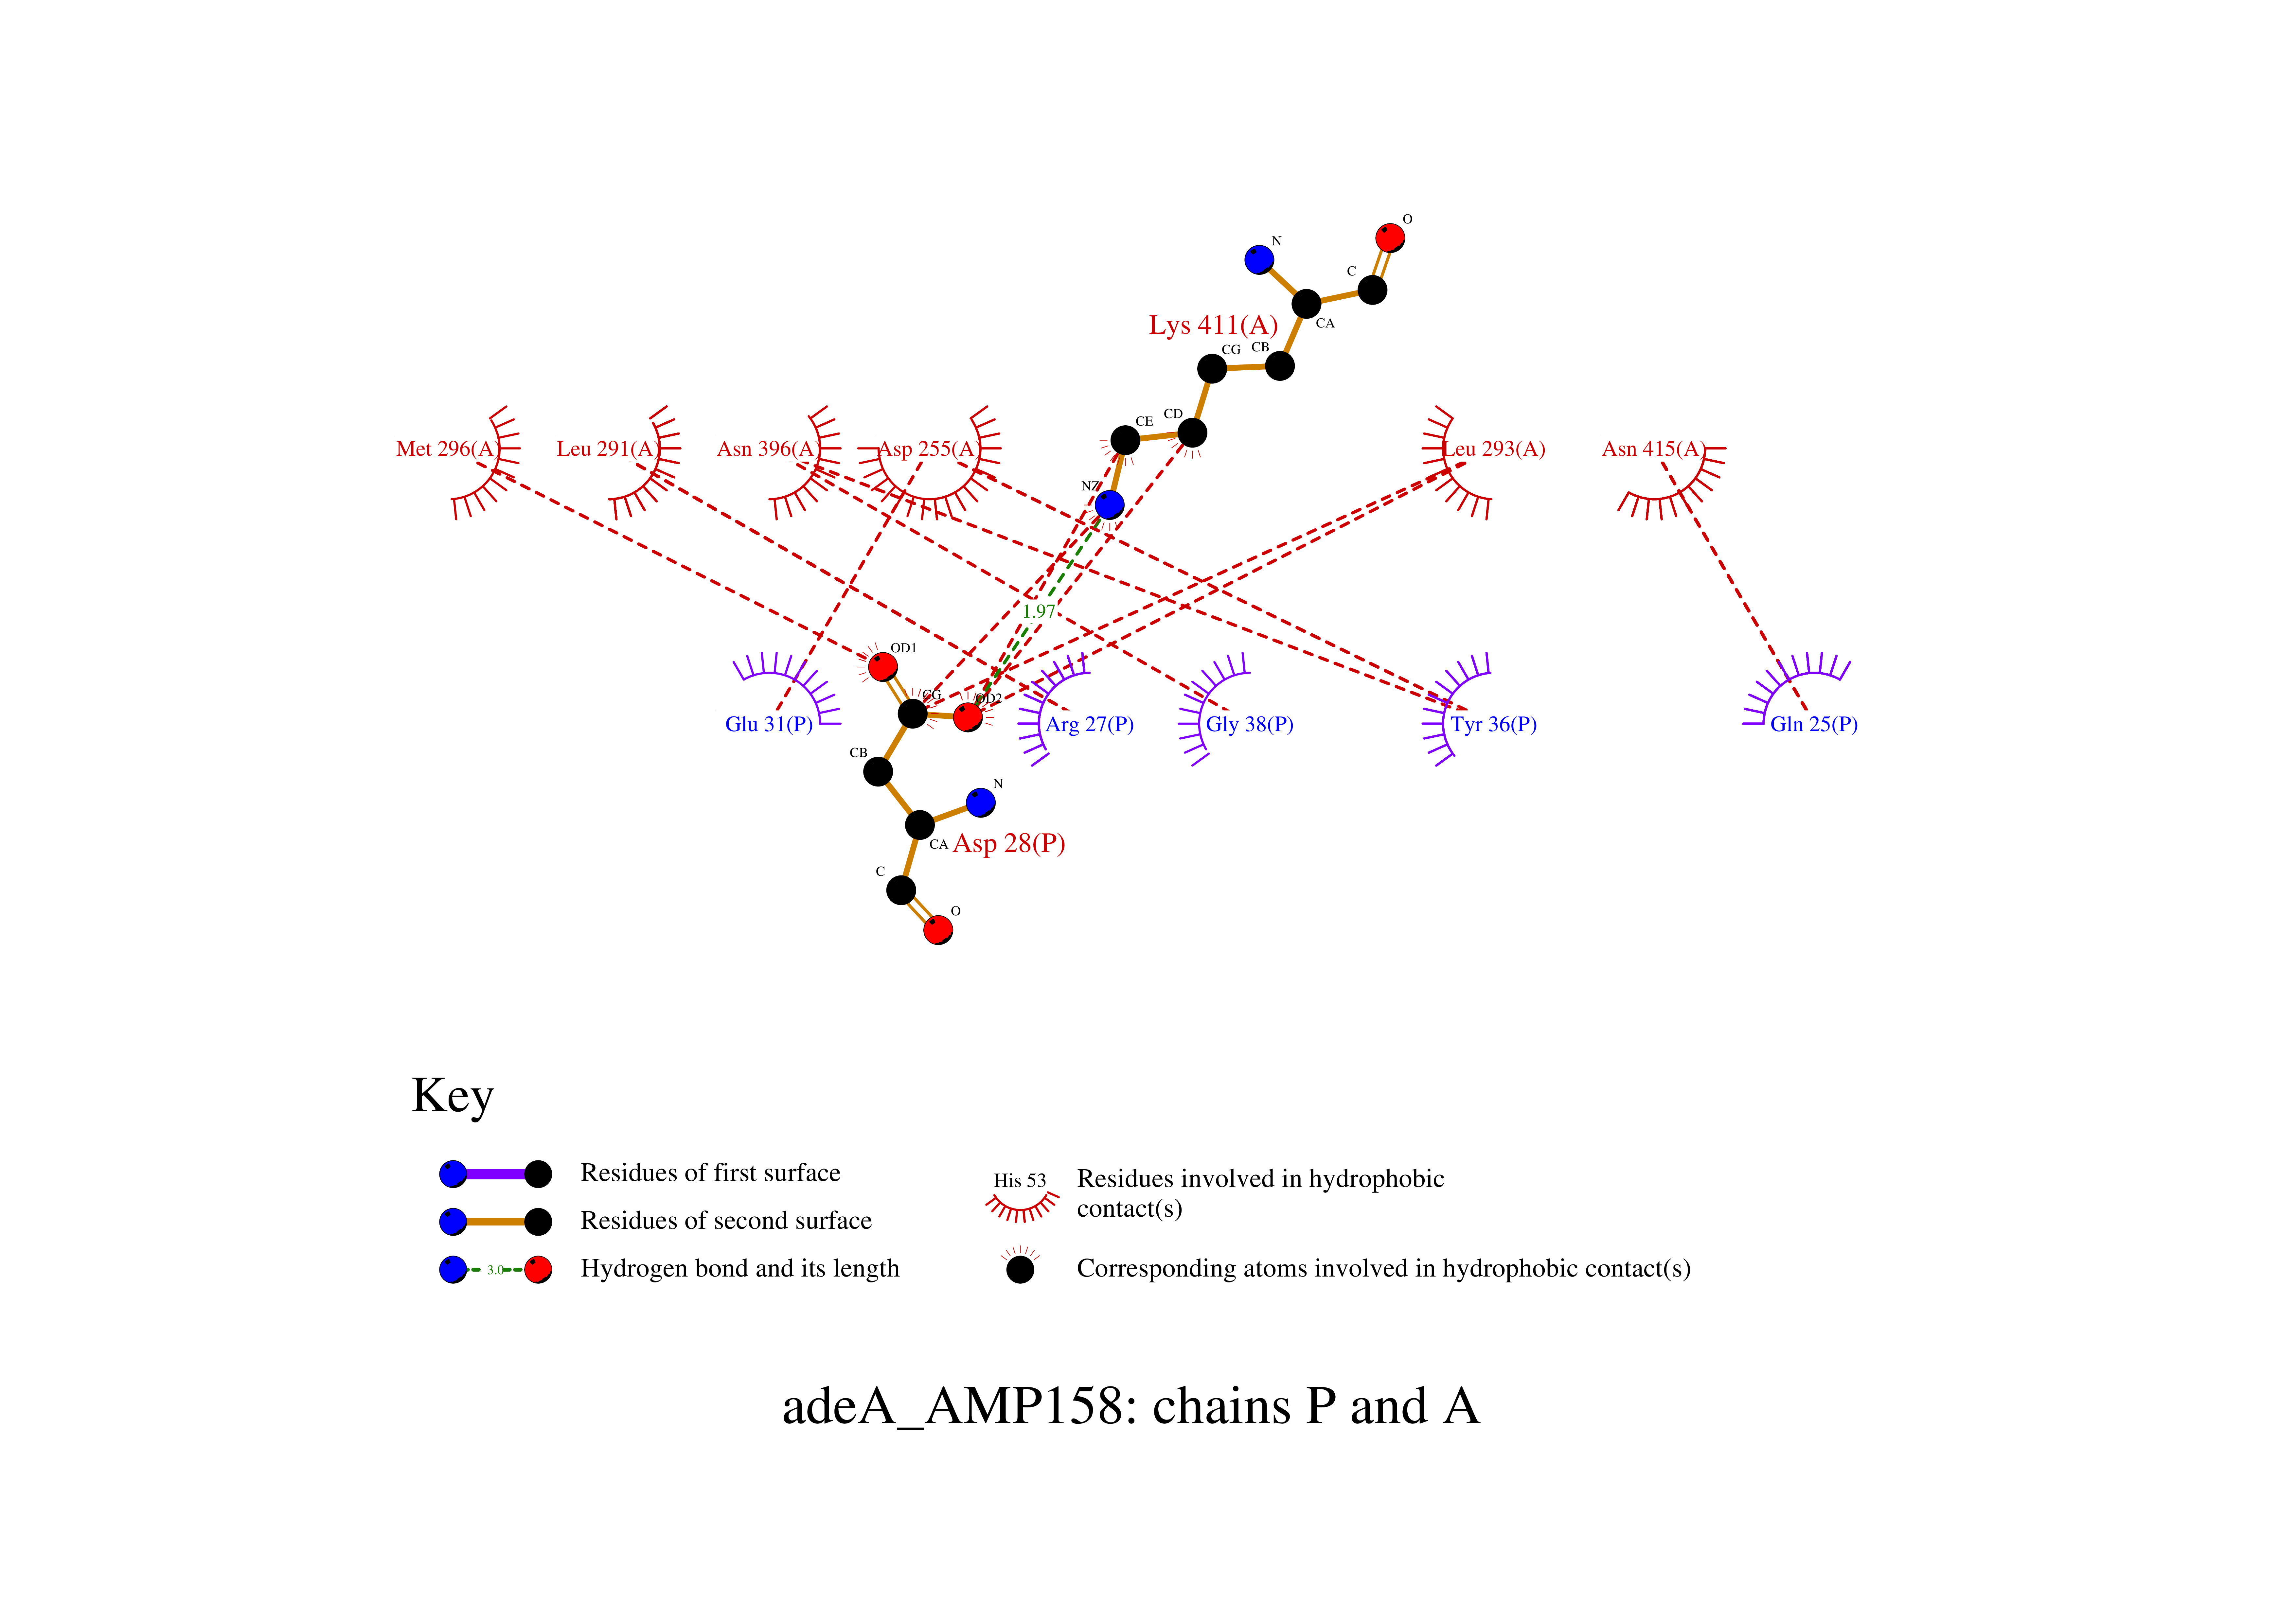 O
N
C
CA
Lys 411(A)
CG
CB
CE
CD
Met 296(A)
Leu 291(A)
Asn 396(A)
Asp 255(A)
Leu 293(A)
Asn 415(A)
NZ
1.97
OD1
CG
OD2
Glu 31(P)
Arg 27(P)
Gly 38(P)
Tyr 36(P)
Gln 25(P)
CB
N
CA
Asp 28(P)
C
O
Key
Residues of first surface
Residues of second surface
3.0
Hydrogen bond and its length
His 53
Residues involved in hydrophobic
contact(s)
Corresponding atoms involved in hydrophobic contact(s)
adeA_AMP158: chains P and A